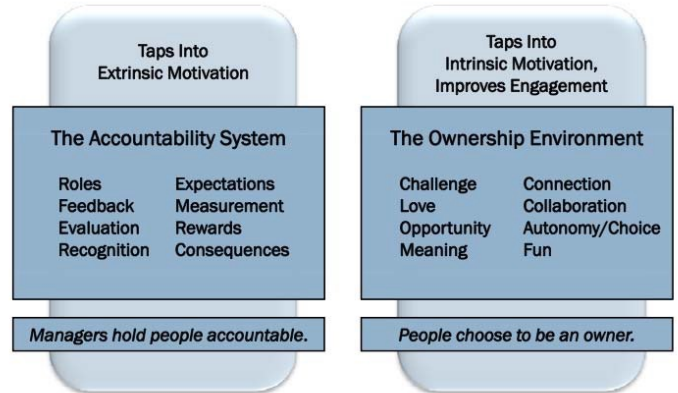 Taps Into
Extrinsic Motivation
The Accountability System
Roles Expectations
Feedback Measurement
Evaluation Rewards
Recognition Consequences
Managers hold people accountable.
Taps Into
Intrinsic Motivation,
Improves Engagement
The Ownership Environment
Challenge Connection
Love Collaboration
Opportunity Autonomy/Choice
Meaning Fun
People choose to be an owner.